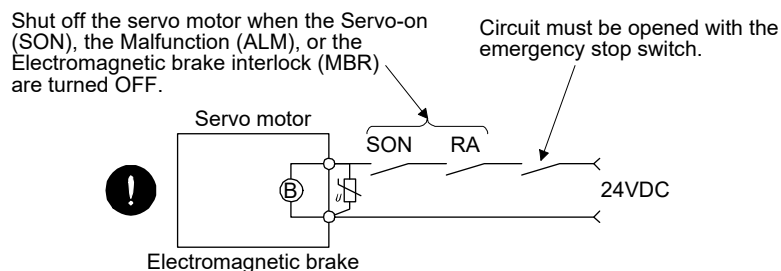 Shut off the servo motor when the Servo-on
(SON), the Malfunction (ALM), or the
Electromagnetic brake interlock (MBR)
are turned OFF.
Circuit must be opened with the
emergency stop switch.
Servo motor
SON RA
B
U
24VDC
Electromagnetic brake